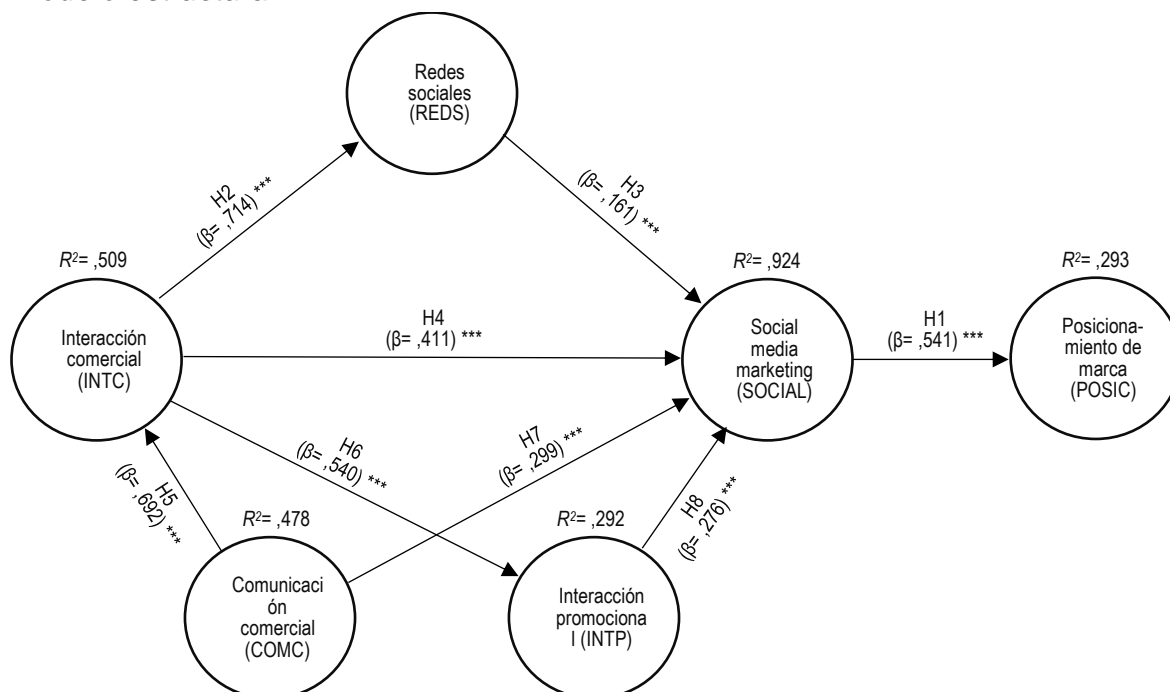 Redes
sociales
(REDS)
H2
(β= ,714) ***
H3
(β= ,161) ***
R²= ,509
R²= ,924
R²= ,293
Interacción
comercial
(INTC)
H4
(β= ,411) ***
Social
media
marketing
(SOCIAL)
H1
(β= ,541) ***
Posiciona-
miento de
marca
(POSIC)
H6
(β= ,540) ***
H7
(β= ,299) ***
H5
(β= ,692) ***
H8
(β= ,276) ***
R²= ,478
R²= ,292
Comunicaci
ón
comercial
(COMC)
Interacción
promociona
l (INTP)